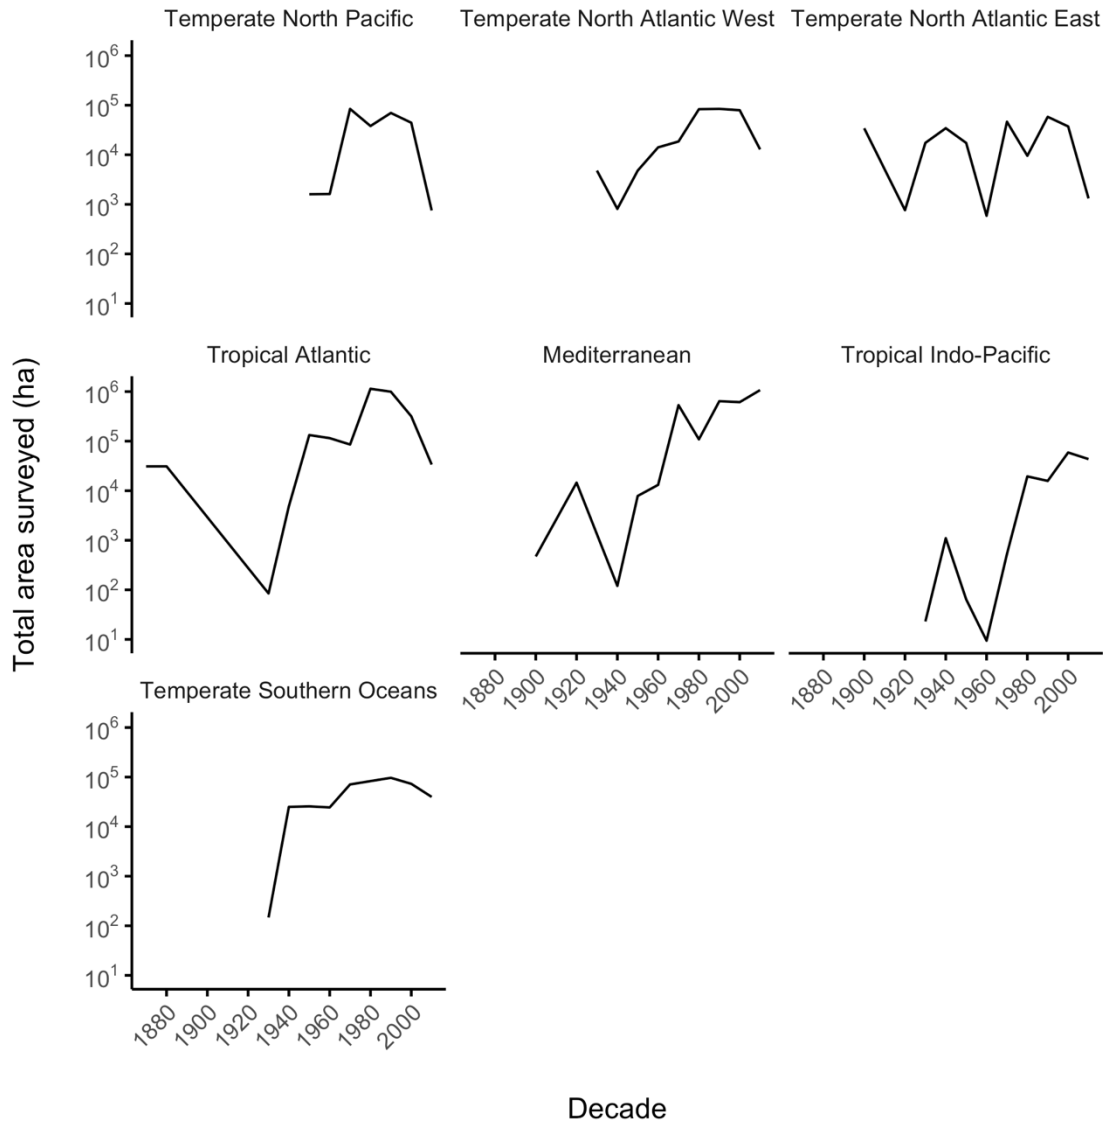 Temperate North Pacific Temperate North Atlantic West Temperate North Atlantic East
10⁶
10⁵
10⁴
10³
10²
10¹
Tropical Atlantic Mediterranean Tropical Indo-Pacific
10⁶
10⁵
10⁴
10³
10²
10¹
1880 1900 1920 1940 1960 1980 2000 1880 1900 1920 1940 1960 1980 2000
Temperate Southern Oceans
10⁶
10⁵
10⁴
10³
10²
10¹
1880 1900 1920 1940 1960 1980 2000
Total area surveyed (ha)
Decade